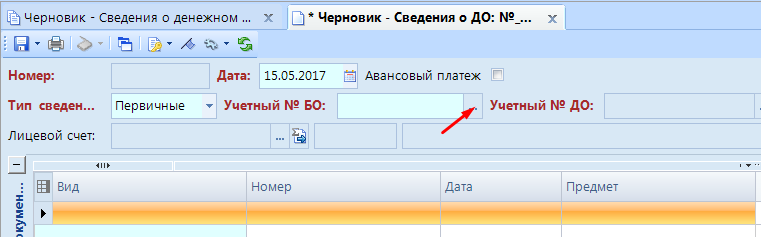 Черновик - Сведения о денежном ...
* Черновик - Сведения о ДО: №_...
Номер: Дата: 15.05.2017 Авансовый платеж
Тип сведен... Первичные Учетный № БО: Учетный № ДО:
Лицевой счет: ...
Вид Номер Дата Предмет